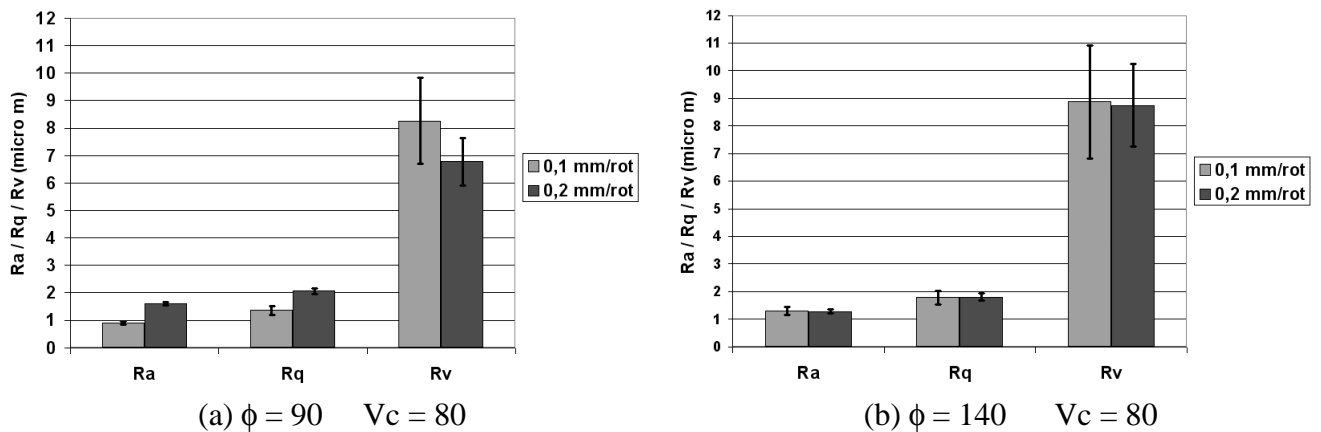 12
11
10
9
8
7
6
5
4
3
2
1
0
Ra / Rq / Rv (micro m)
Ra Rq Rv
0,1 mm/rot
0,2 mm/rot
(a) ϕ = 90 Vc = 80
12
11
10
9
8
7
6
5
4
3
2
1
0
Ra / Rq / Rv (micro m)
Ra Rq Rv
0,1 mm/rot
0,2 mm/rot
(b) ϕ = 140 Vc = 80